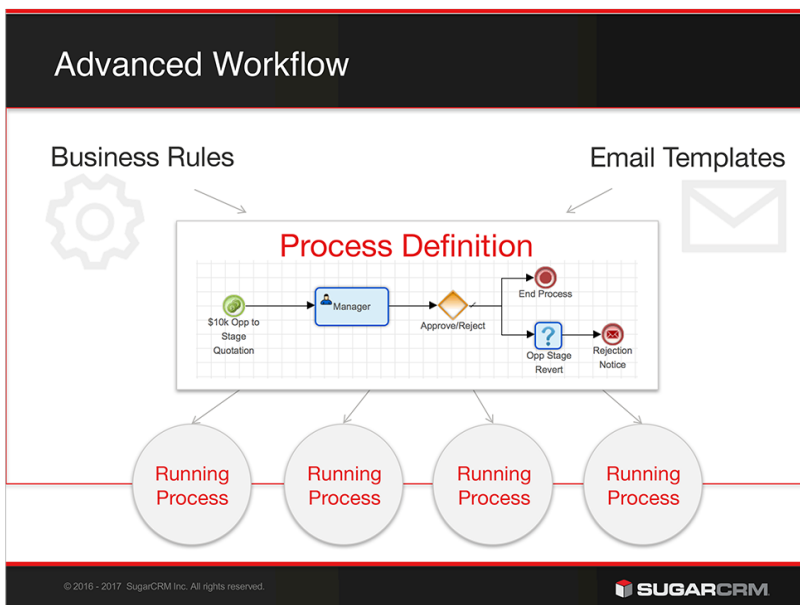 Advanced Workflow
Business Rules
Email Templates
Process Definition
$10k Opp to
Stage
Quotation
Manager
Approve/Reject
End Process
Opp Stage
Revert
Rejection
Notice
Running
Process
Running
Process
Running
Process
Running
Process
© 2016 - 2017 SugarCRM Inc. All rights reserved.
SUGARCRM